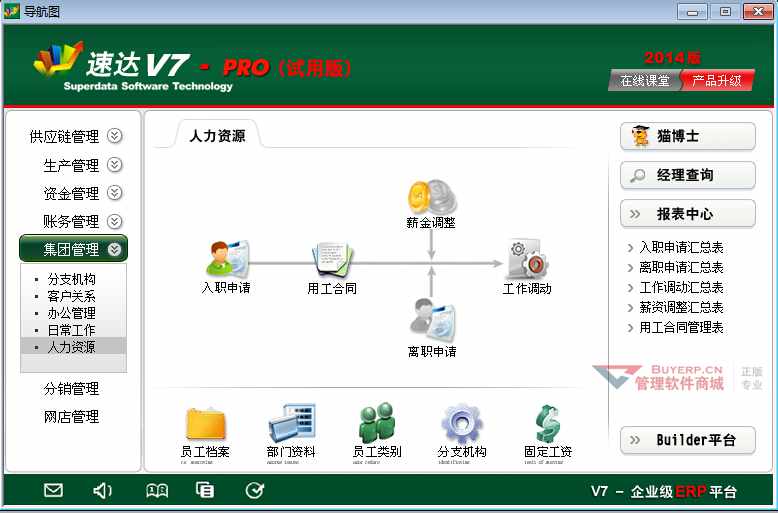 导航图
速达V7 - PRO (试用版)
Superdata Software Technology
2014版
在线课堂 产品升级
供应链管理
生产管理
资金管理
账务管理
集团管理
分支机构
客户关系
办公管理
日常工作
人力资源
分销管理
网店管理
人力资源
薪金调整
入职申请
用工合同
工作调动
离职申请
员工档案
部门资料
员工类别
分支机构
固定工资
猫博士
经理查询
报表中心
入职申请汇总表
离职申请汇总表
工作调动汇总表
薪资调整汇总表
用工合同管理表
BUYERP.CN
管理软件商城
正版
专业
Builder平台
V7 - 企业级ERP平台